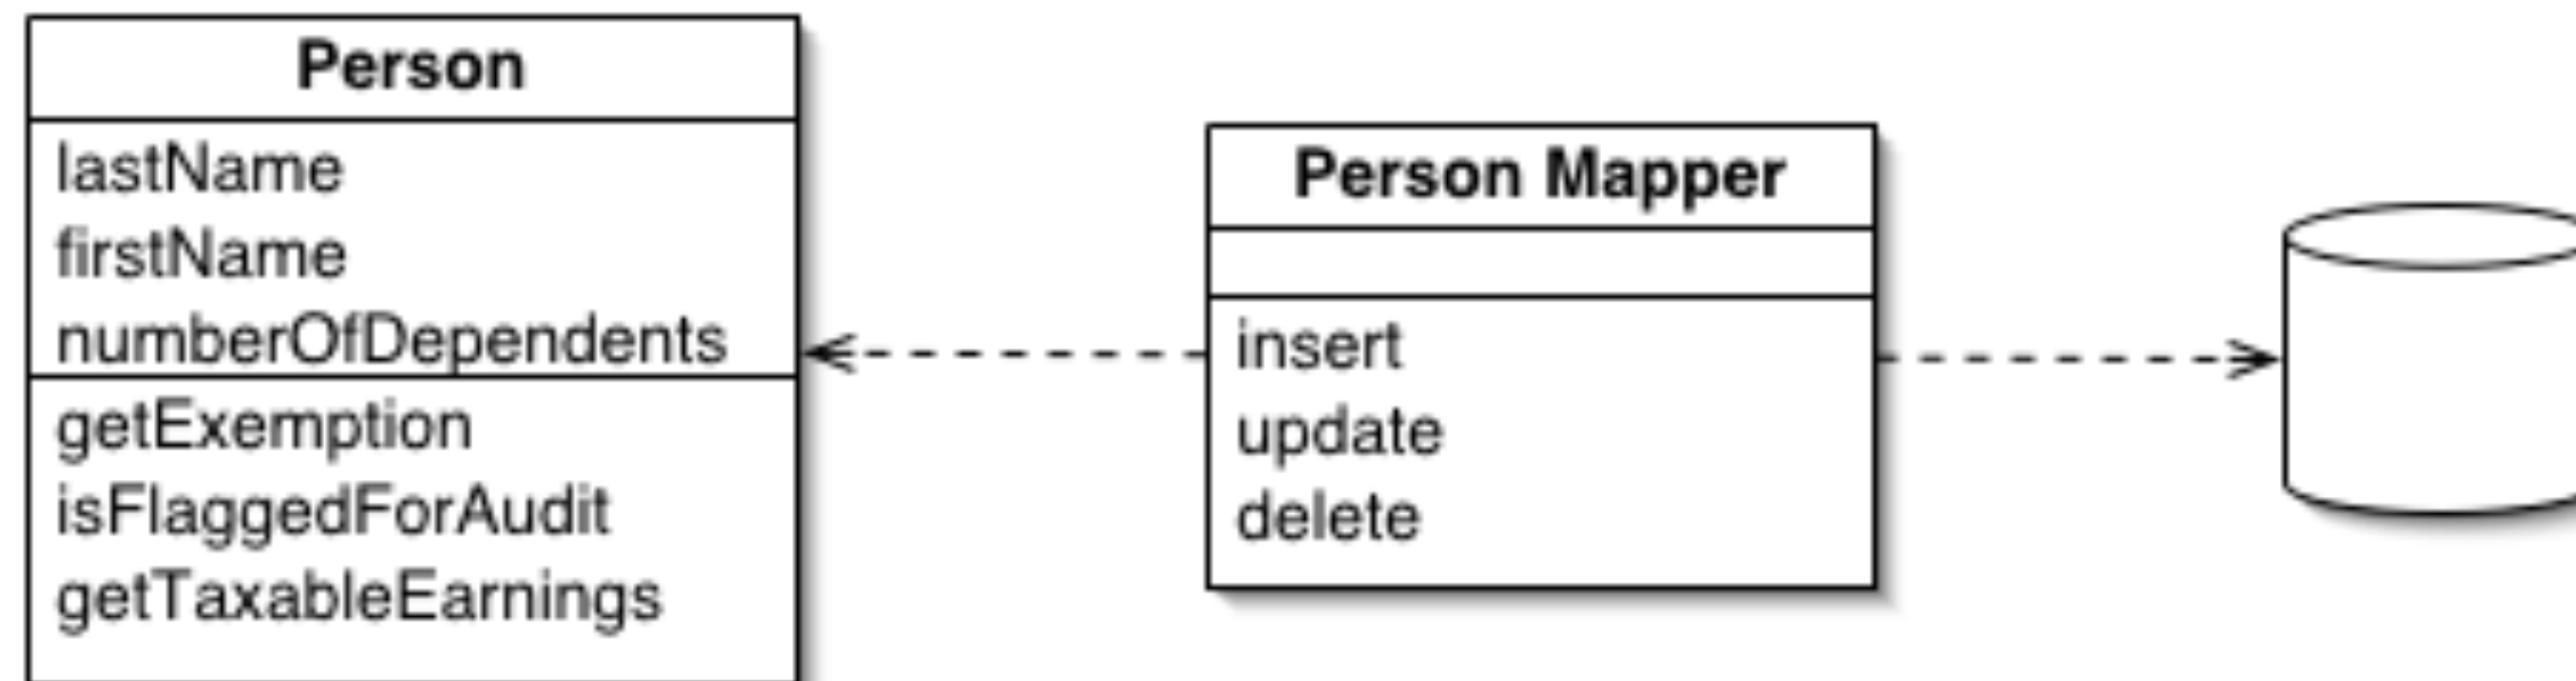 Person
lastName
firstName
numberOfDependents
getExemption
isFlaggedForAudit
getTaxableEarnings
Person Mapper
insert
update
delete